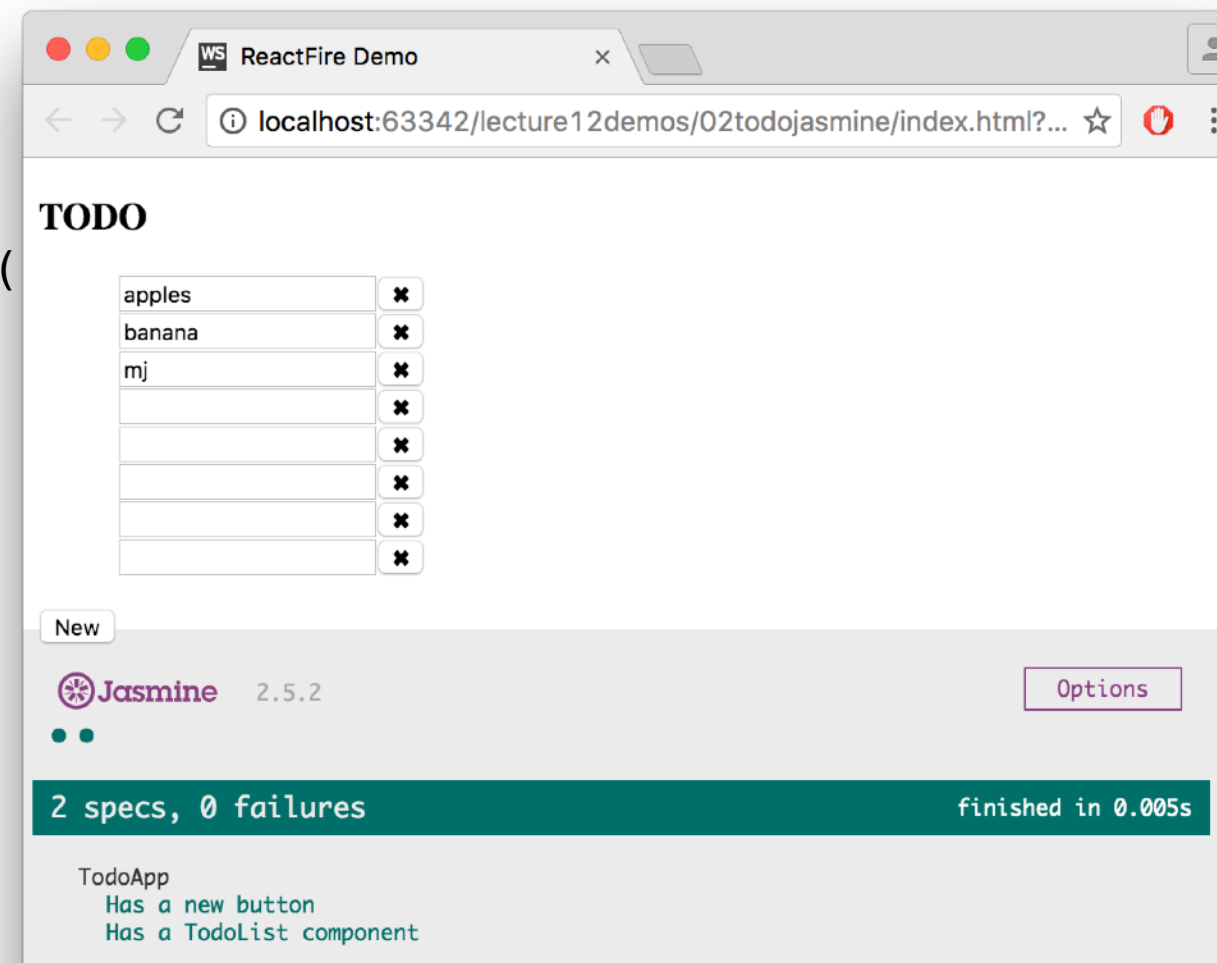 WS ReactFire Demo ×
localhost:63342/lecture12demos/02todojasmine/index.html?...
TODO
(
apples ✖
banana ✖
mj ✖
✖
✖
✖
✖
✖
New
Jasmine 2.5.2 Options
• •
2 specs, 0 failures finished in 0.005s
TodoApp
Has a new button
Has a TodoList component